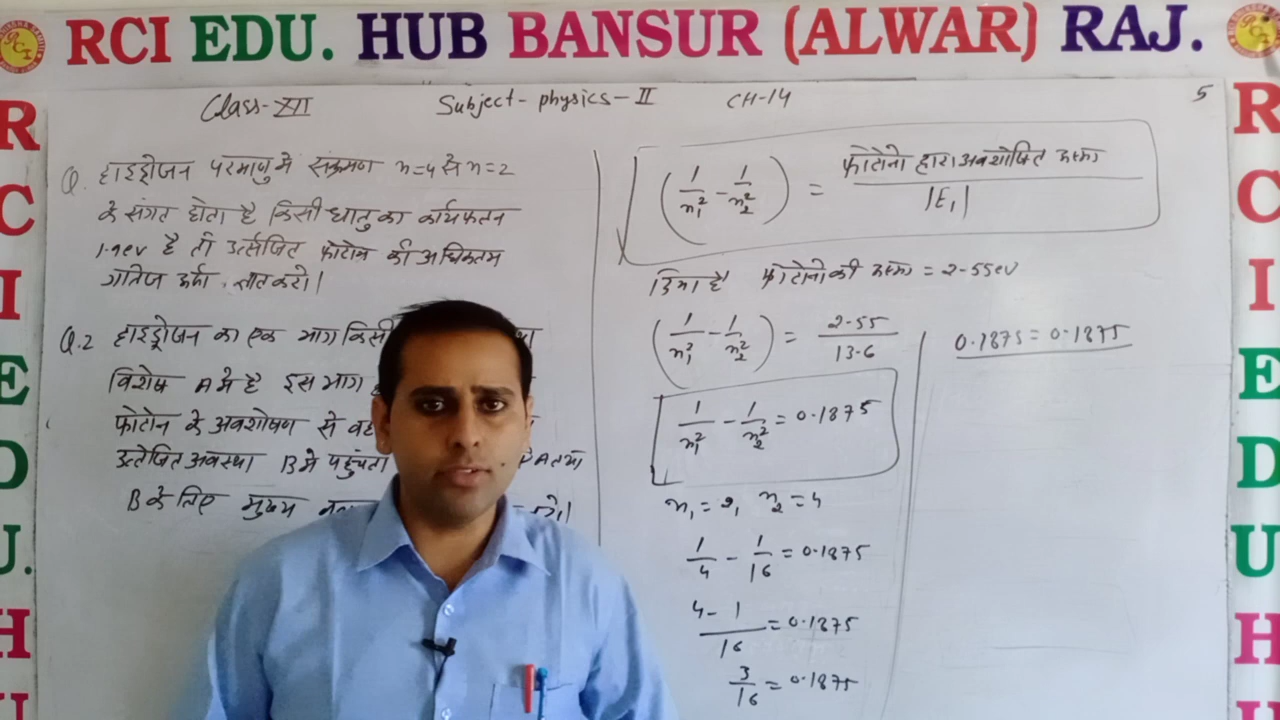 RCI EDU. HUB BANSUR (ALWAR) RAJ.
Class-XII Subject- physics-II CH-14 5
Q. हाइड्रोजन परमाणु मे संक्रमण n=4 से n=2
के संगत होता है किसी धातु का कार्यफलन
1.9eV है तो उत्सर्जित फोटोन की अधिकतम
गतिज ऊर्जा ज्ञात करो।
Q.2 हाइड्रोजन का एक भाग किसी
विशेष A मे है इस भाग
फोटोन के अवशोषण से वह
उत्तेजित अवस्था B मे पहुंचता A तथा
B के लिए मुख्य
(1/n₁² - 1/n₂²) = फोटोनो द्वारा अवशोषित ऊर्जा / |E₁|
दिया है फोटोनो की ऊर्जा = 2.55eV
(1/n₁² - 1/n₂²) = 2.55/13.6
1/n₁² - 1/n₂² = 0.1875
n₁ = 2, n₂ = 4
1/4 - 1/16 = 0.1875
4-1/16 = 0.1875
3/16 = 0.1875
0.1875 = 0.1875
R
C
I
E
D
U.
H
R
C
I
E
D
U
H